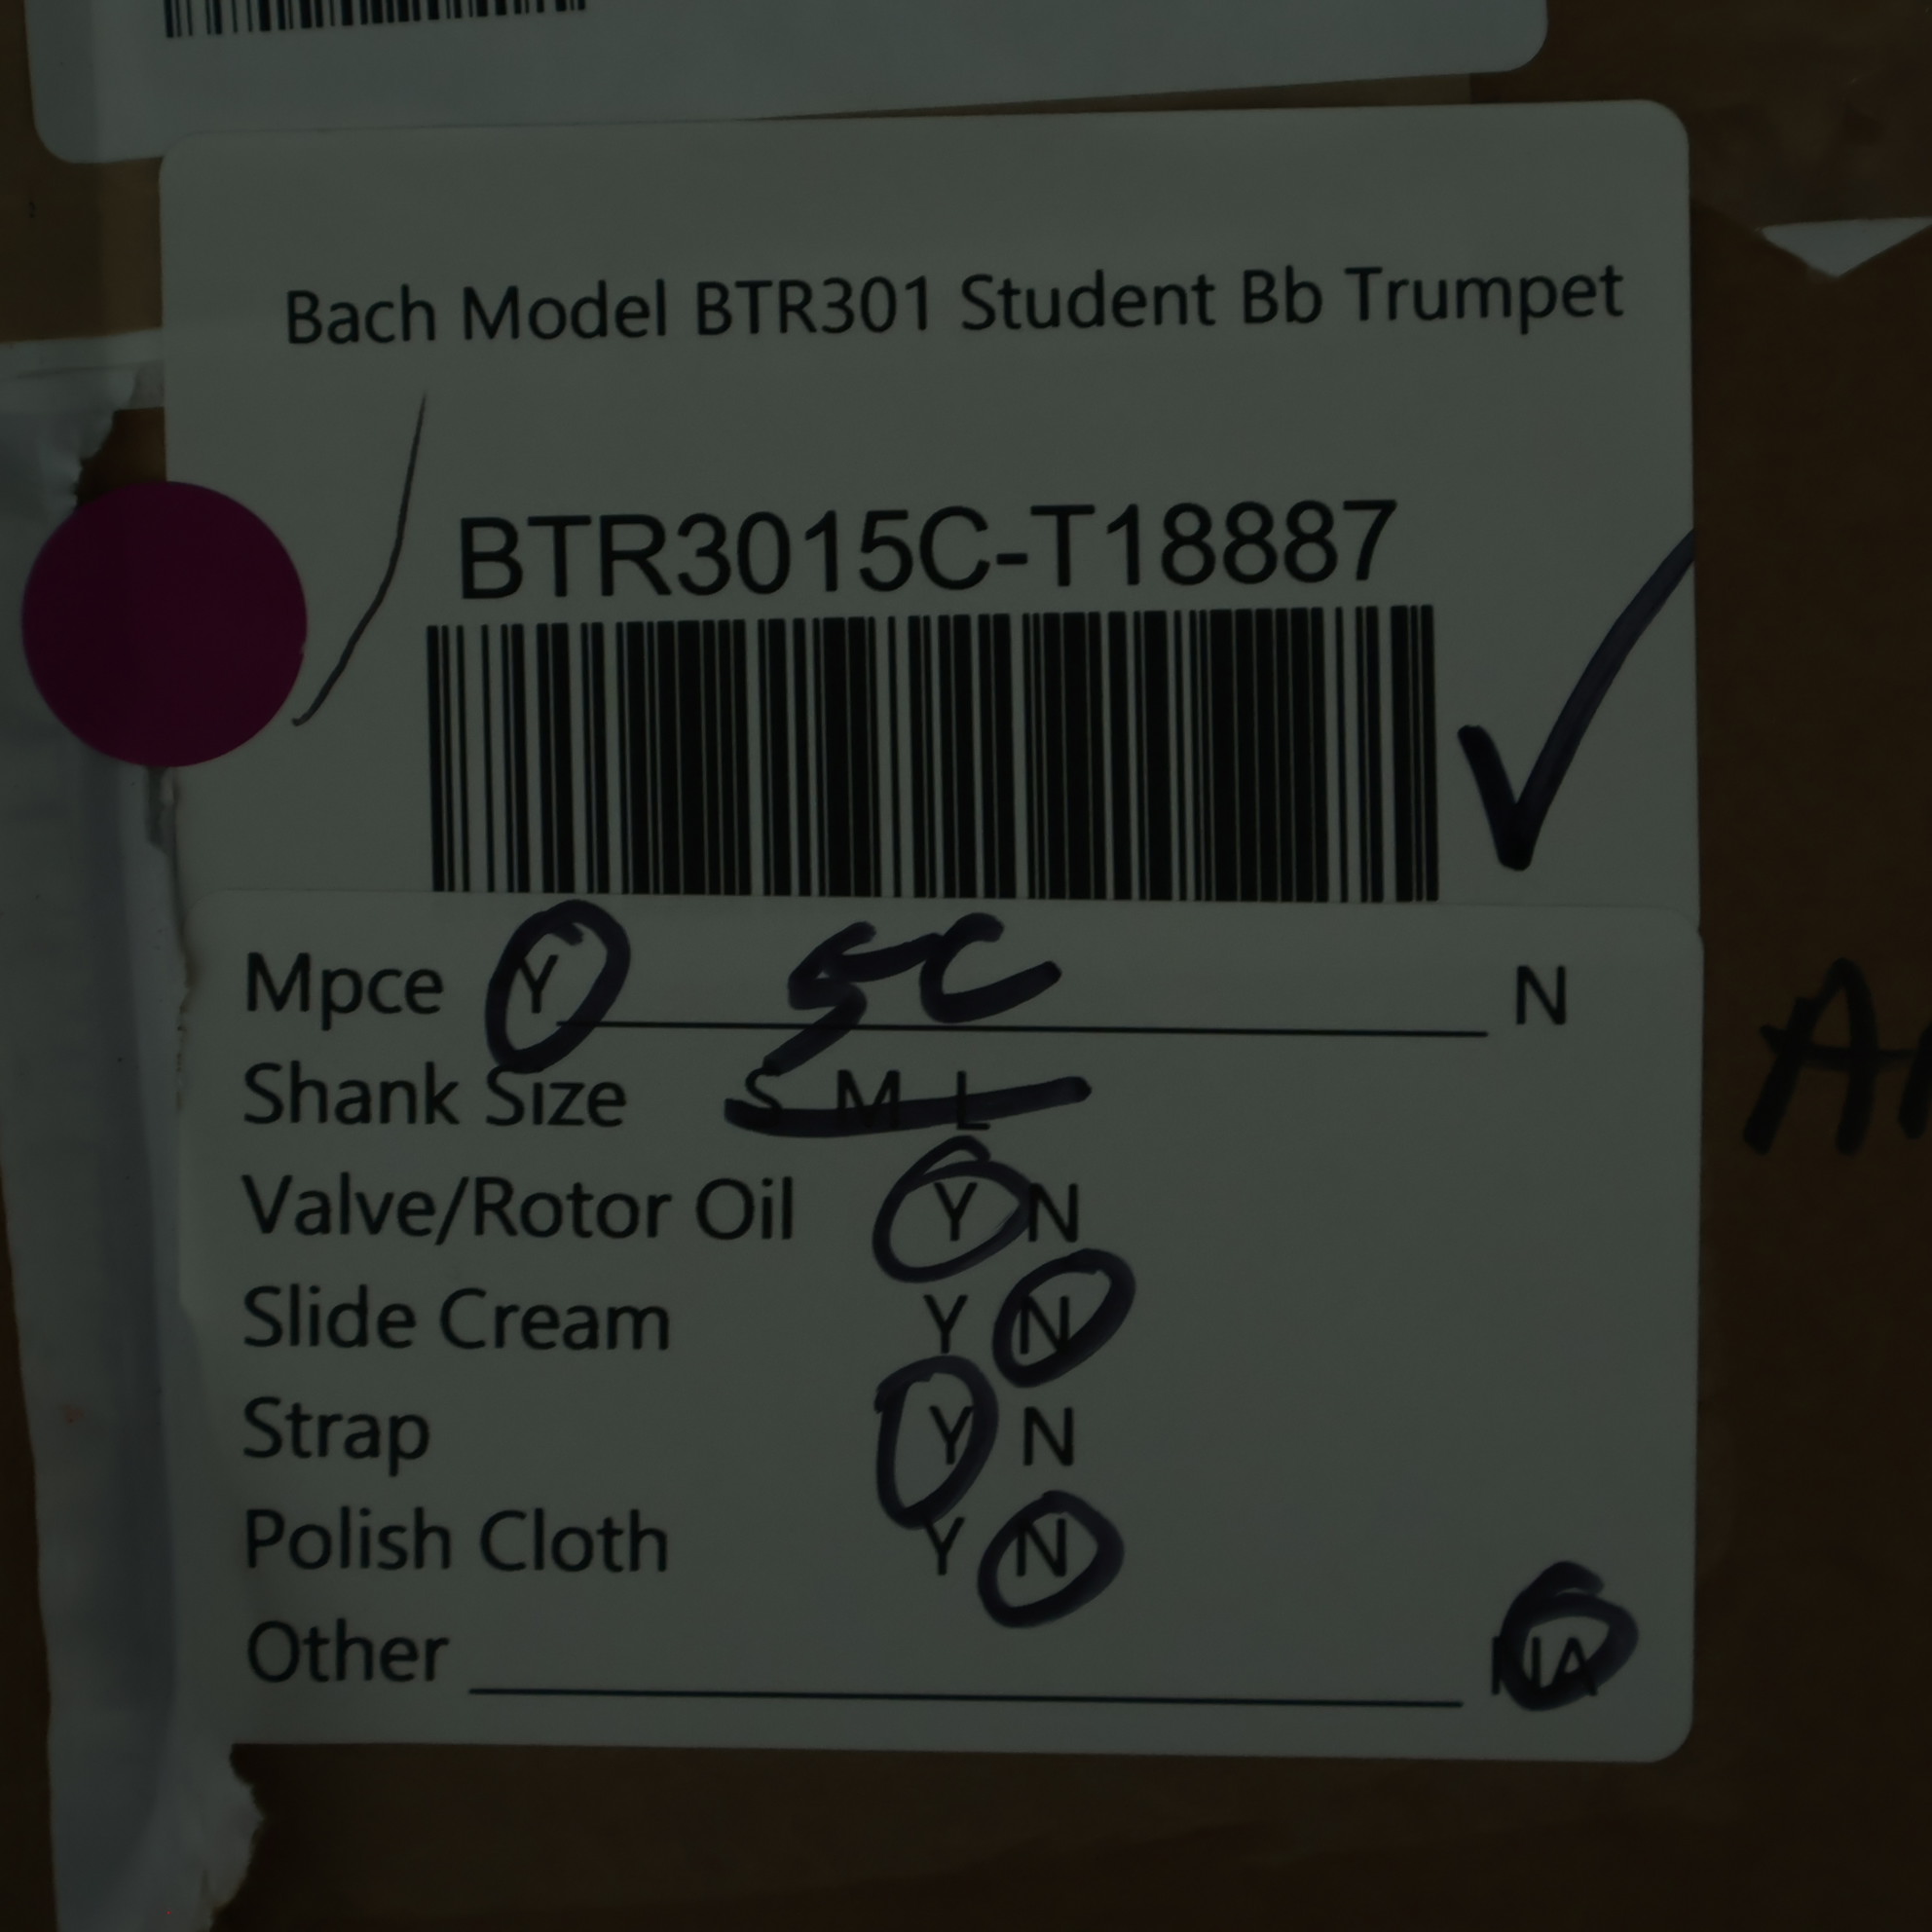 Bach Model BTR301 Student Bb Trumpet
BTR3015C-T18887
Mpce Y 5C N
Shank Size S M L
Valve/Rotor Oil Y N
Slide Cream Y N
Strap Y N
Polish Cloth Y N
Other NA